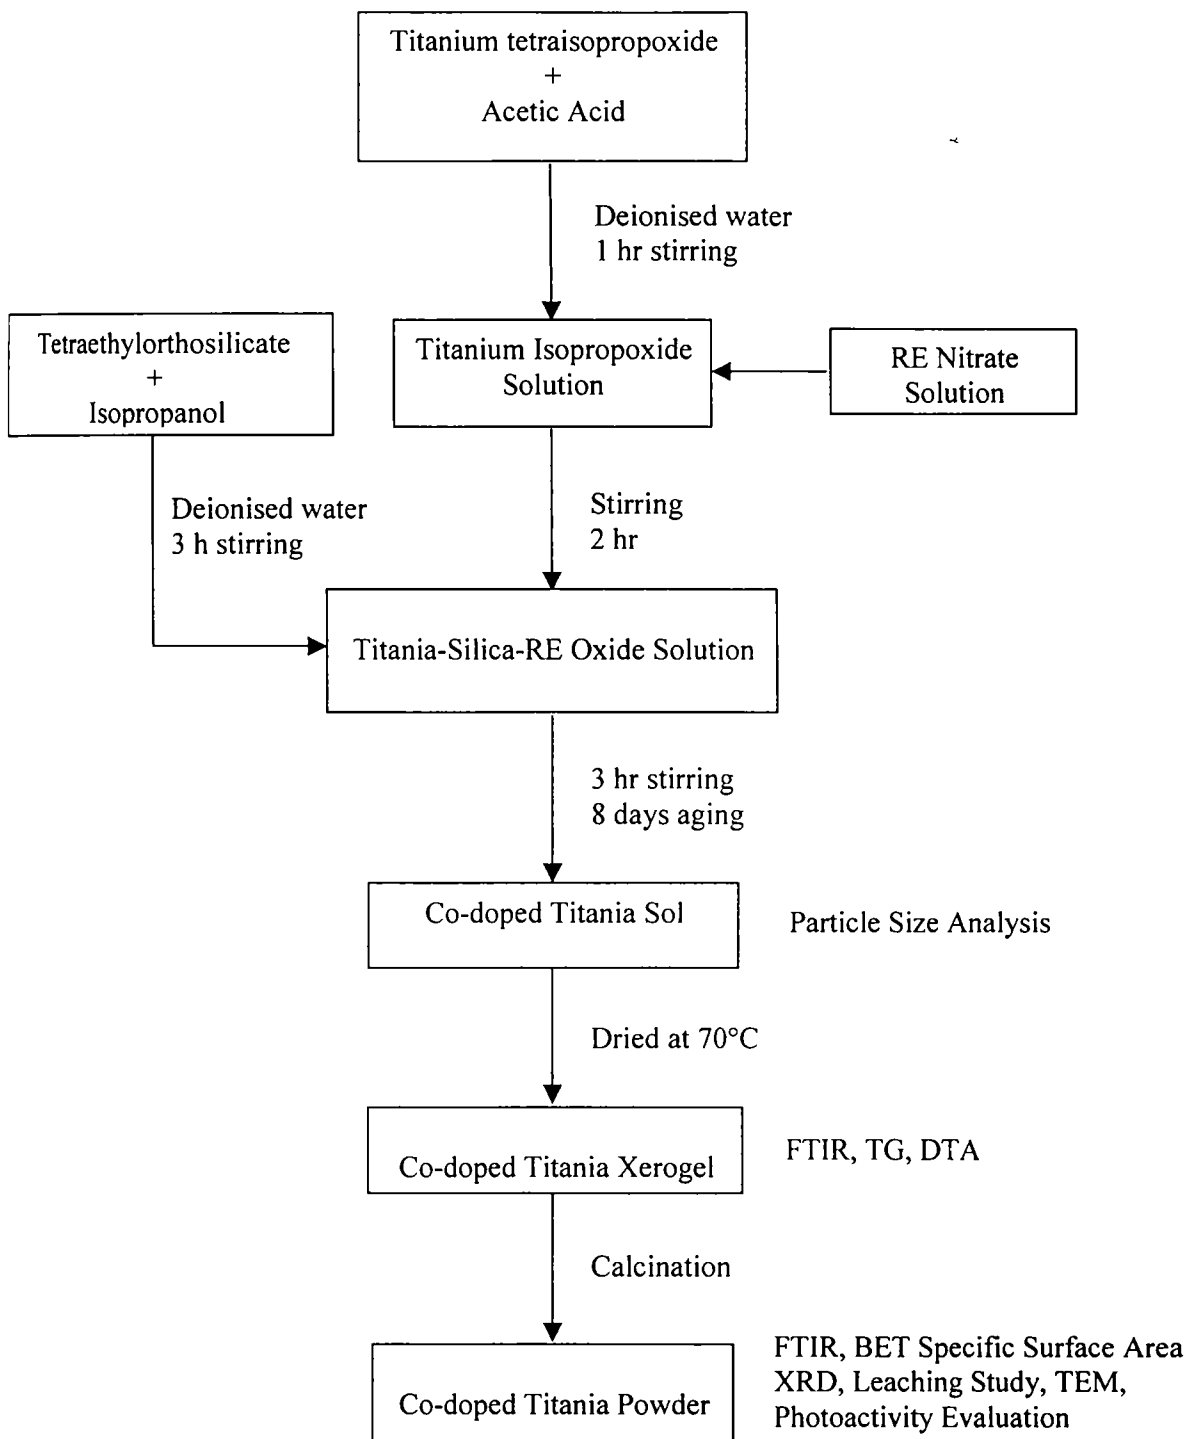 Titanium tetraisopropoxide
+
Acetic Acid
Deionised water
1 hr stirring
Tetraethylorthosilicate
+
Isopropanol
Titanium Isopropoxide
Solution
RE Nitrate
Solution
Deionised water
3 h stirring
Stirring
2 hr
Titania-Silica-RE Oxide Solution
3 hr stirring
8 days aging
Co-doped Titania Sol
Particle Size Analysis
Dried at 70°C
Co-doped Titania Xerogel
FTIR, TG, DTA
Calcination
Co-doped Titania Powder
FTIR, BET Specific Surface Area
XRD, Leaching Study, TEM,
Photoactivity Evaluation